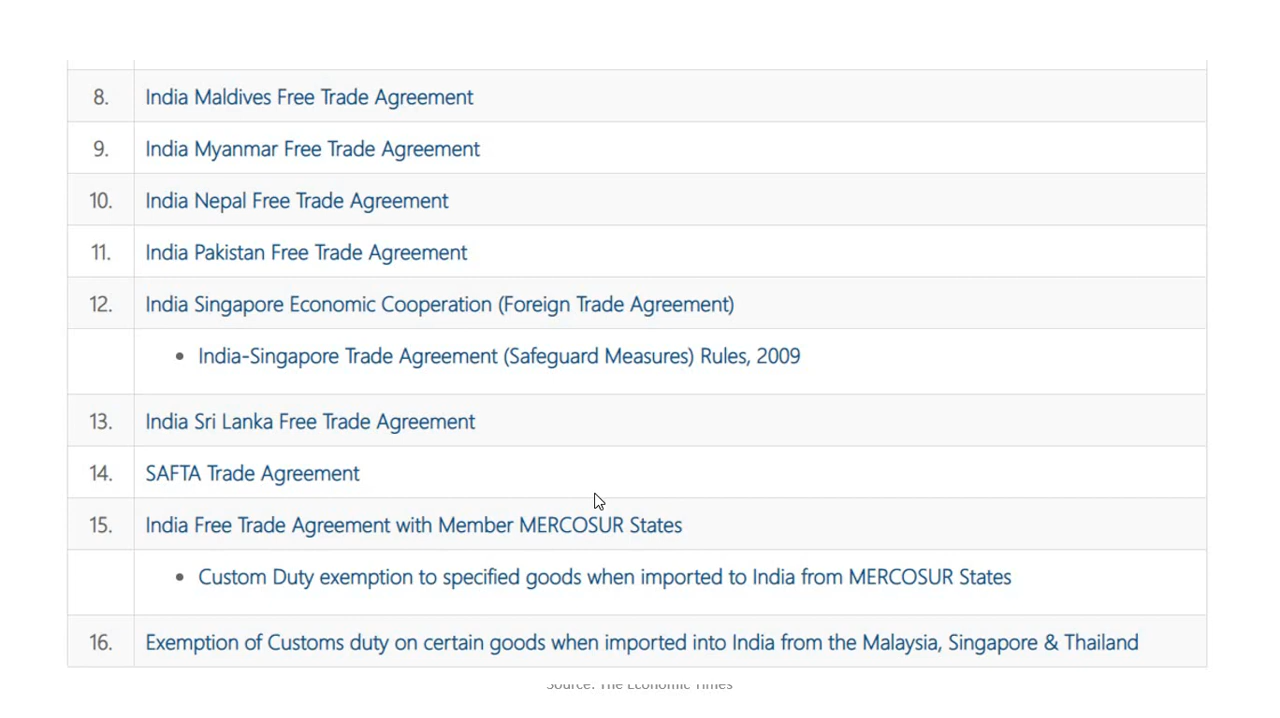 8. India Maldives Free Trade Agreement
9. India Myanmar Free Trade Agreement
10. India Nepal Free Trade Agreement
11. India Pakistan Free Trade Agreement
12. India Singapore Economic Cooperation (Foreign Trade Agreement)
• India-Singapore Trade Agreement (Safeguard Measures) Rules, 2009
13. India Sri Lanka Free Trade Agreement
14. SAFTA Trade Agreement
15. India Free Trade Agreement with Member MERCOSUR States
• Custom Duty exemption to specified goods when imported to India from MERCOSUR States
16. Exemption of Customs duty on certain goods when imported into India from the Malaysia, Singapore & Thailand
Source: The Economic Times